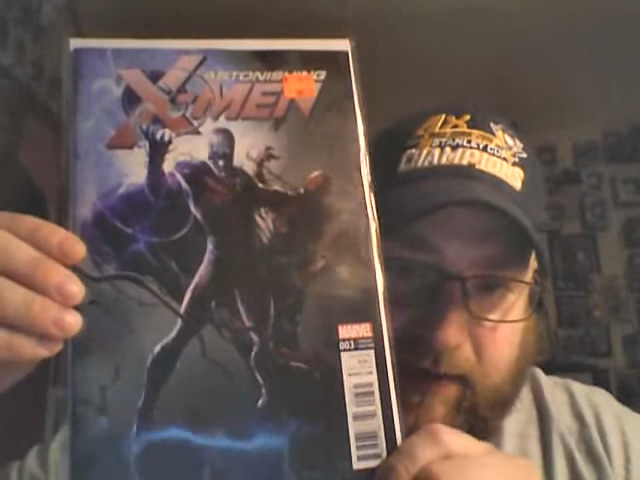 ASTONISHING
X-MEN
MARVEL
003
4X
STANLEY CUP
CHAMPIONS